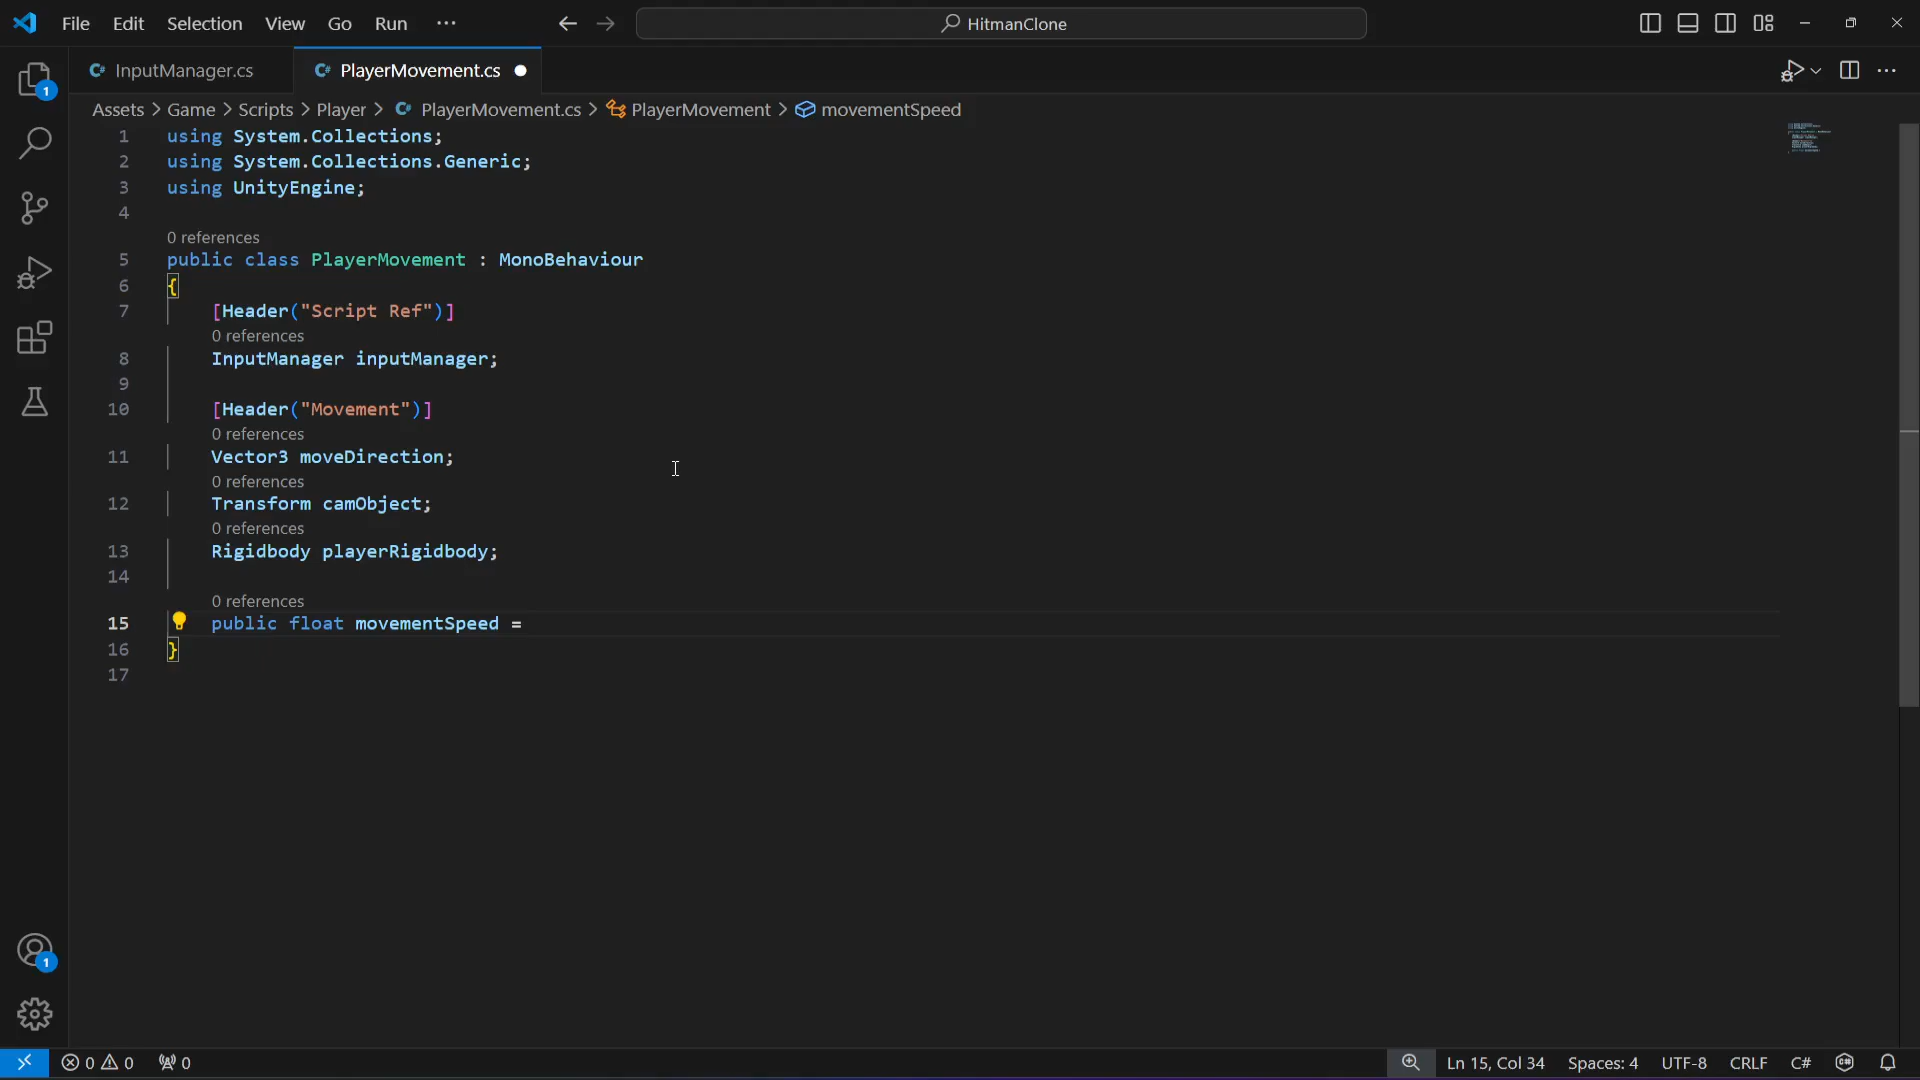 File Edit Selection View Go Run ··· HitmanClone
InputManager.cs PlayerMovement.cs
Assets > Game > Scripts > Player > PlayerMovement.cs > PlayerMovement > movementSpeed
1 using System.Collections;
2 using System.Collections.Generic;
3 using UnityEngine;
4
0 references
5 public class PlayerMovement : MonoBehaviour
6 {
7 [Header("Script Ref")]
0 references
8 InputManager inputManager;
9
10 [Header("Movement")]
0 references
11 Vector3 moveDirection;
0 references
12 Transform camObject;
0 references
13 Rigidbody playerRigidbody;
14
0 references
15 public float movementSpeed =
16 }
17
1
1
0 0 0 Ln 15, Col 34 Spaces: 4 UTF-8 CRLF C#